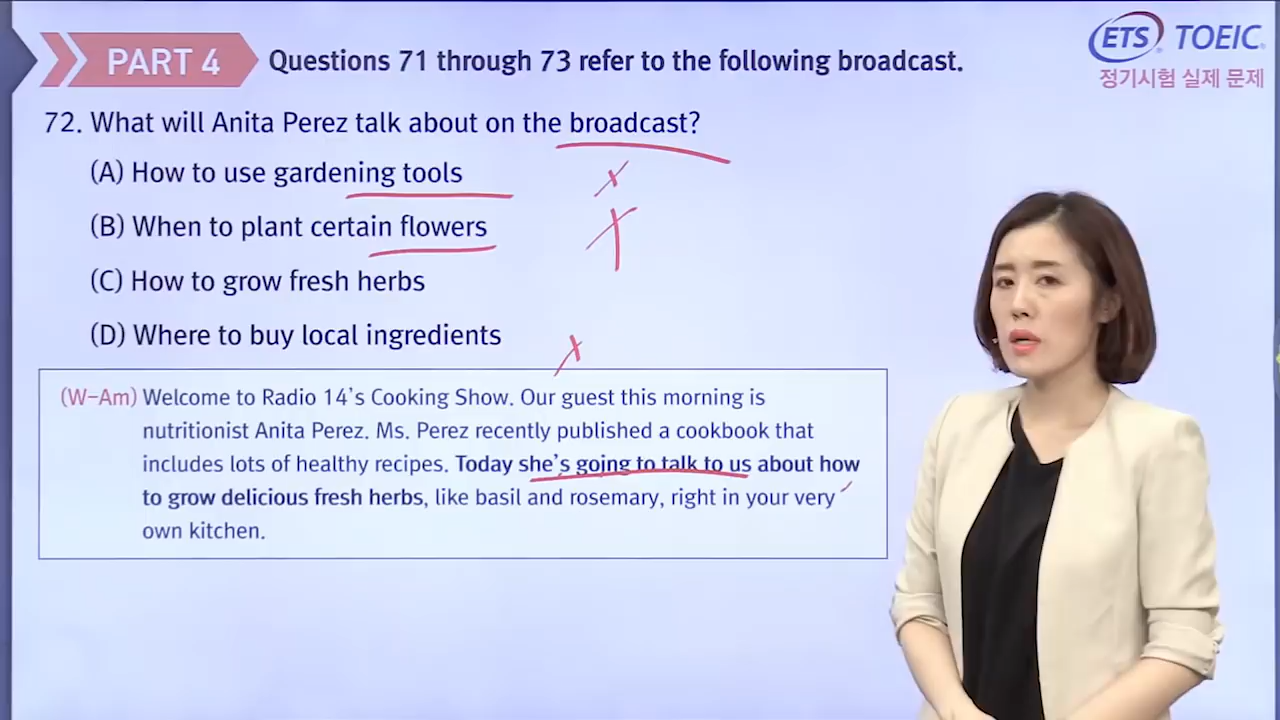 PART 4
Questions 71 through 73 refer to the following broadcast.
ETS TOEIC
정기시험 실제 문제
72. What will Anita Perez talk about on the broadcast?
(A) How to use gardening tools
(B) When to plant certain flowers
(C) How to grow fresh herbs
(D) Where to buy local ingredients
(W-Am) Welcome to Radio 14's Cooking Show. Our guest this morning is
nutritionist Anita Perez. Ms. Perez recently published a cookbook that
includes lots of healthy recipes. Today she's going to talk to us about how
to grow delicious fresh herbs, like basil and rosemary, right in your very
own kitchen.